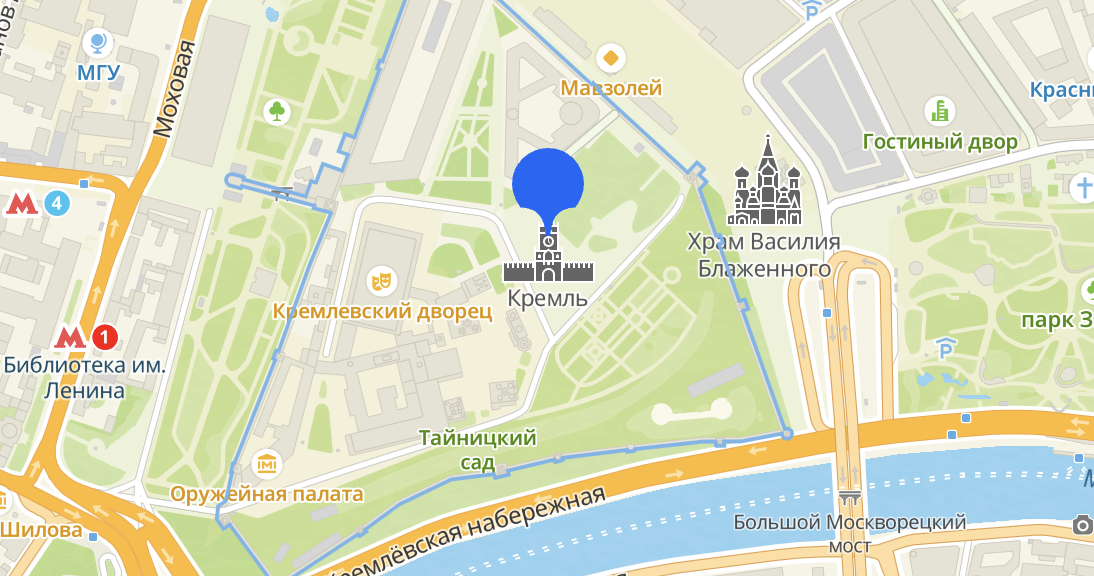 МГУ
Моховая
Мавзолей
Красн
Гостиный двор
4
Храм Василия
Блаженного
Кремль
Кремлевский дворец
1
Библиотека им.
Ленина
парк З
P
P
Тайницкий
сад
Оружейная палата
Шилова
Кремлёвская набережная
Большой Москворецкий
мост